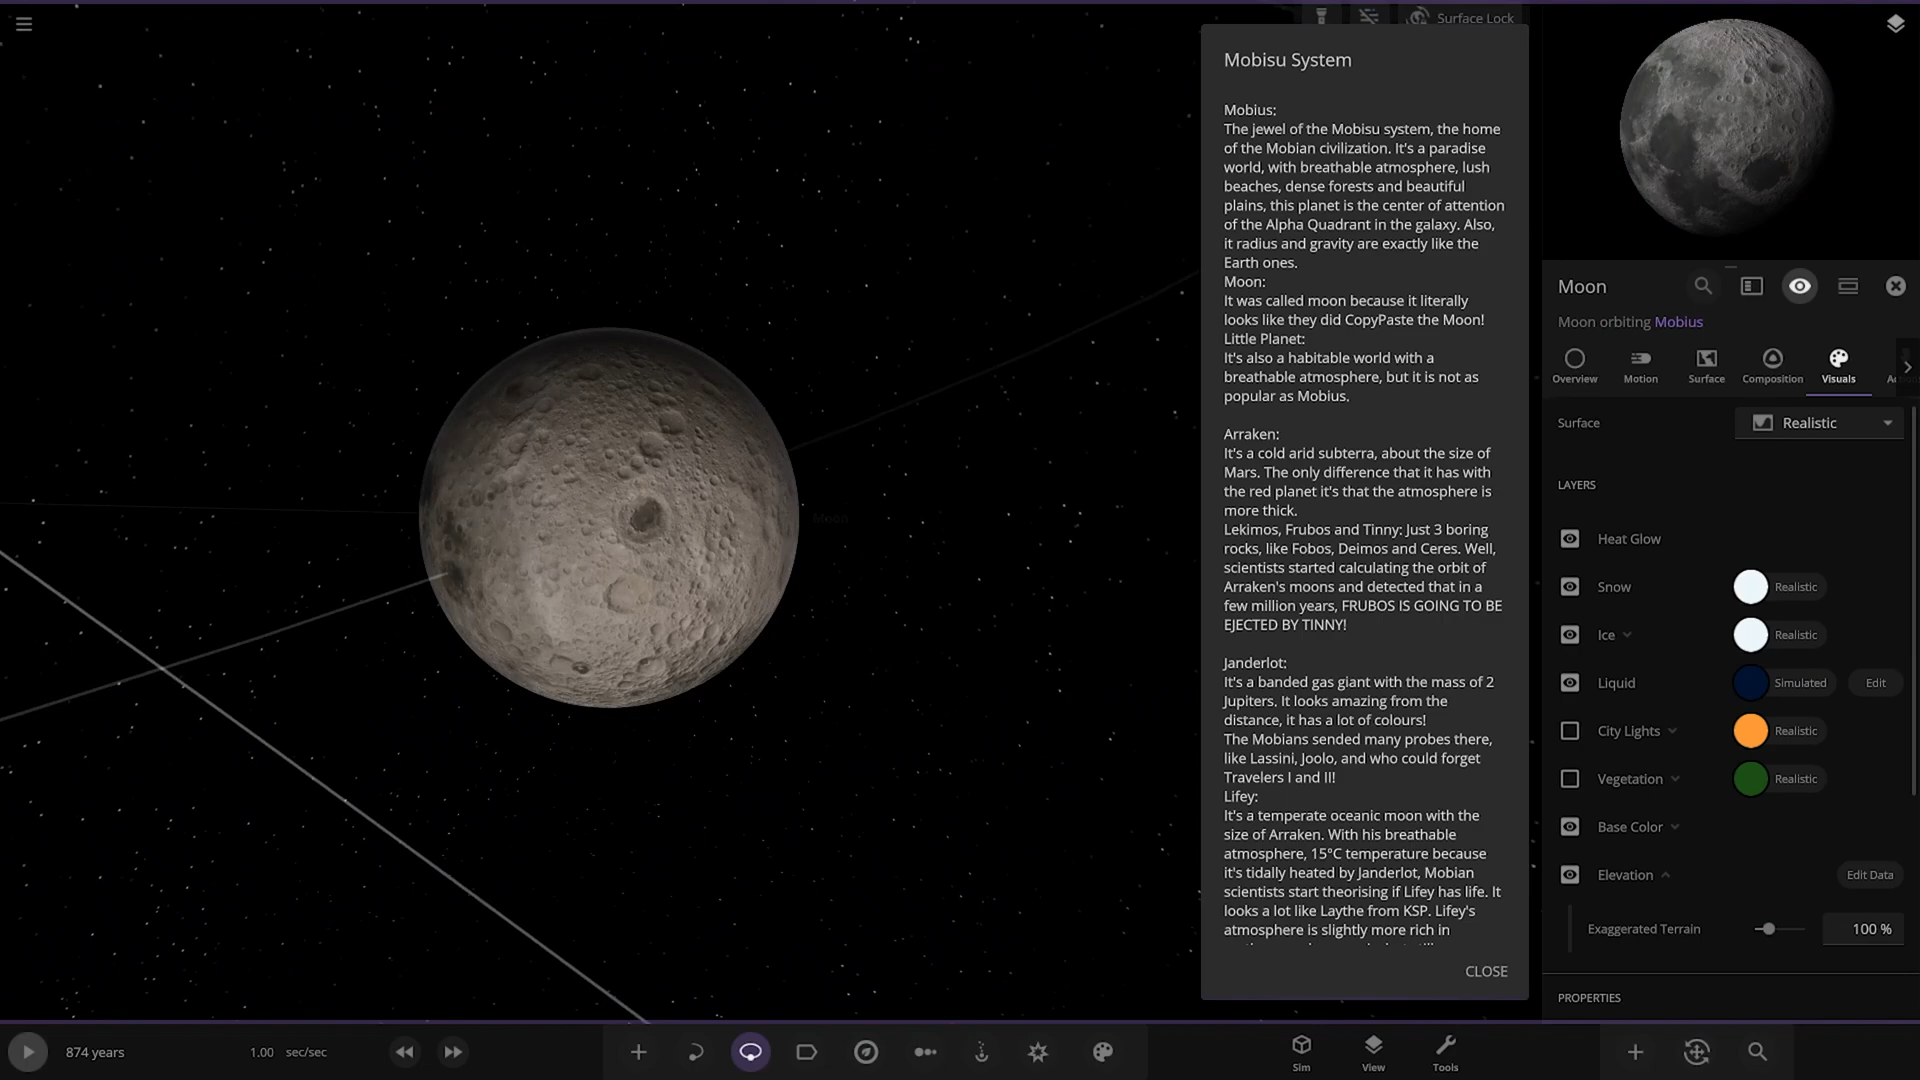 Surface Lock
Mobisu System
Mobius:
The jewel of the Mobisu system, the home
of the Mobian civilization. It's a paradise
world, with breathable atmosphere, lush
beaches, dense forests and beautiful
plains, this planet is the center of attention
of the Alpha Quadrant in the galaxy. Also,
it radius and gravity are exactly like the
Earth ones.
Moon:
It was called moon because it literally
looks like they did CopyPaste the Moon!
Little Planet:
It's also a habitable world with a
breathable atmosphere, but it is not as
popular as Mobius.
Arraken:
It's a cold arid subterra, about the size of
Mars. The only difference that it has with
the red planet it's that the atmosphere is
more thick.
Lekimos, Frubos and Tinny: Just 3 boring
rocks, like Fobos, Deimos and Ceres. Well,
scientists started calculating the orbit of
Arraken's moons and detected that in a
few million years, FRUBOS IS GOING TO BE
EJECTED BY TINNY!
Janderlot:
It's a banded gas giant with the mass of 2
Jupiters. It looks amazing from the
distance, it has a lot of colours!
The Mobians sended many probes there,
like Lassini, Joolo, and who could forget
Travelers I and II!
Lifey:
It's a temperate oceanic moon with the
size of Arraken. With his breathable
atmosphere, 15°C temperature because
it's tidally heated by Janderlot, Mobian
scientists start theorising if Lifey has life. It
looks a lot like Laythe from KSP. Lifey's
atmosphere is slightly more rich in
CLOSE
Moon
Moon
Moon orbiting Mobius
Overview
Motion
Surface
Composition
Visuals
Surface
Realistic
LAYERS
Heat Glow
Snow
Realistic
Ice
Realistic
Liquid
Simulated
Edit
City Lights
Realistic
Vegetation
Realistic
Base Color
Elevation
Edit Data
Exaggerated Terrain
100 %
PROPERTIES
874 years
1.00 sec/sec
Sim
View
Tools